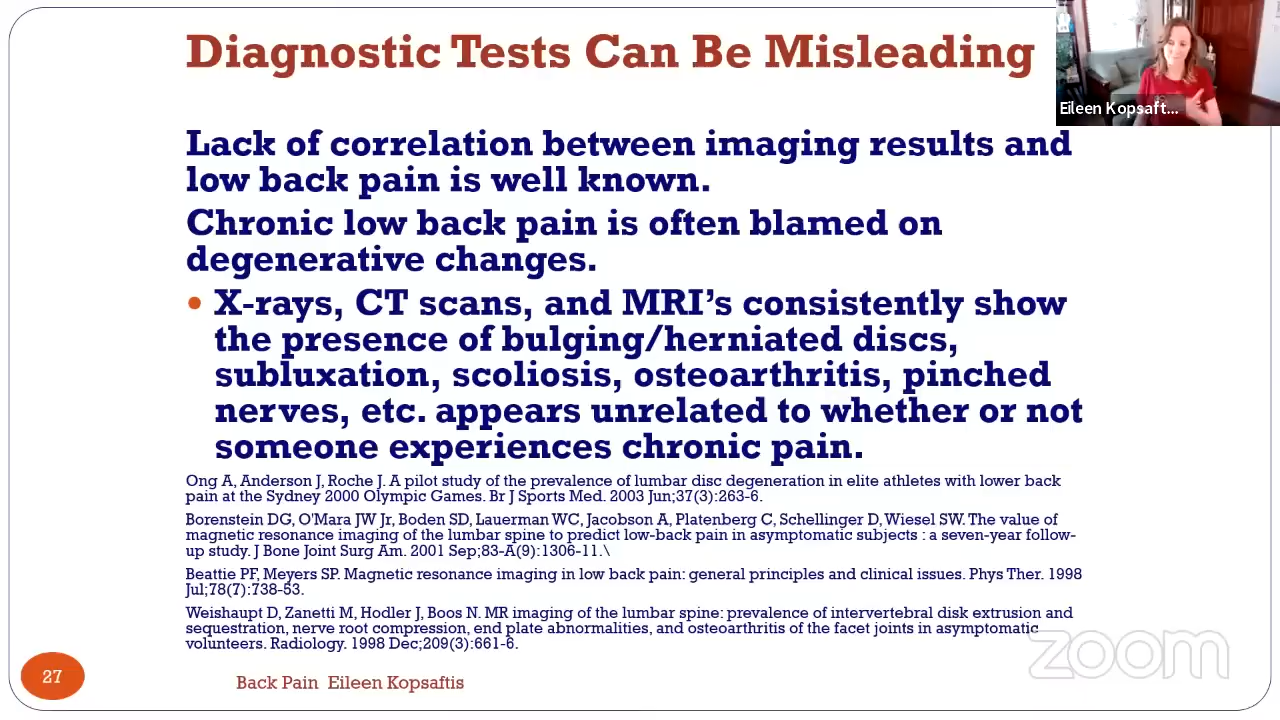 Diagnostic Tests Can Be Misleading
Eileen Kopsaft...
Lack of correlation between imaging results and
low back pain is well known.
Chronic low back pain is often blamed on
degenerative changes.
• X-rays, CT scans, and MRI’s consistently show
the presence of bulging/herniated discs,
subluxation, scoliosis, osteoarthritis, pinched
nerves, etc. appears unrelated to whether or not
someone experiences chronic pain.
Ong A, Anderson J, Roche J. A pilot study of the prevalence of lumbar disc degeneration in elite athletes with lower back
pain at the Sydney 2000 Olympic Games. Br J Sports Med. 2003 Jun;37(3):263-6.
Borenstein DG, O'Mara JW Jr, Boden SD, Lauerman WC, Jacobson A, Platenberg C, Schellinger D, Wiesel SW. The value of
magnetic resonance imaging of the lumbar spine to predict low-back pain in asymptomatic subjects : a seven-year follow-
up study. J Bone Joint Surg Am. 2001 Sep;83-A(9):1306-11.\
Beattie PF, Meyers SP. Magnetic resonance imaging in low back pain: general principles and clinical issues. Phys Ther. 1998
Jul;78(7):738-53.
Weishaupt D, Zanetti M, Hodler J, Boos N. MR imaging of the lumbar spine: prevalence of intervertebral disk extrusion and
sequestration, nerve root compression, end plate abnormalities, and osteoarthritis of the facet joints in asymptomatic
volunteers. Radiology. 1998 Dec;209(3):661-6.
zoom
27
Back Pain Eileen Kopsaftis